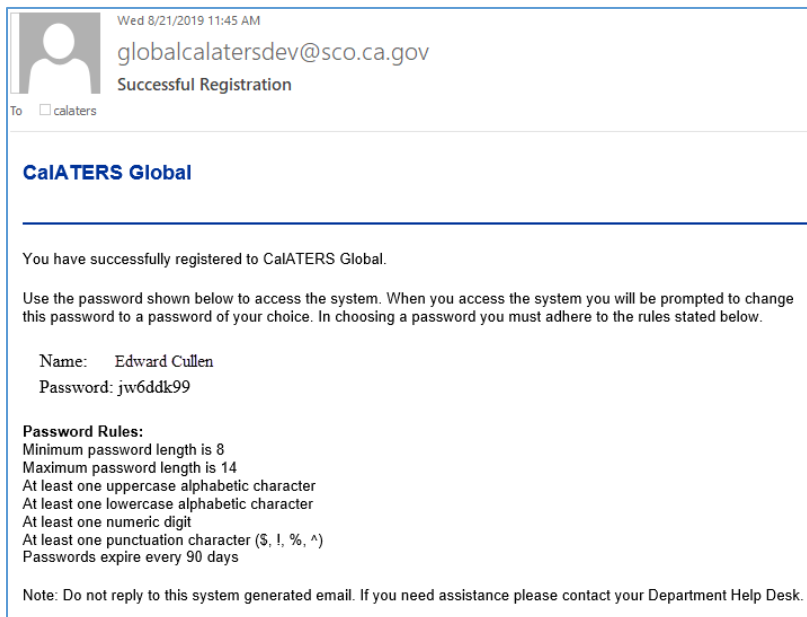 Wed 8/21/2019 11:45 AM
globalcalatersdev@sco.ca.gov
Successful Registration
To calaters
CalATERS Global
You have successfully registered to CalATERS Global.
Use the password shown below to access the system. When you access the system you will be prompted to change
this password to a password of your choice. In choosing a password you must adhere to the rules stated below.
Name: Edward Cullen
Password: jw6ddk99
Password Rules:
Minimum password length is 8
Maximum password length is 14
At least one uppercase alphabetic character
At least one lowercase alphabetic character
At least one numeric digit
At least one punctuation character ($, !, %, ^)
Passwords expire every 90 days
Note: Do not reply to this system generated email. If you need assistance please contact your Department Help Desk.